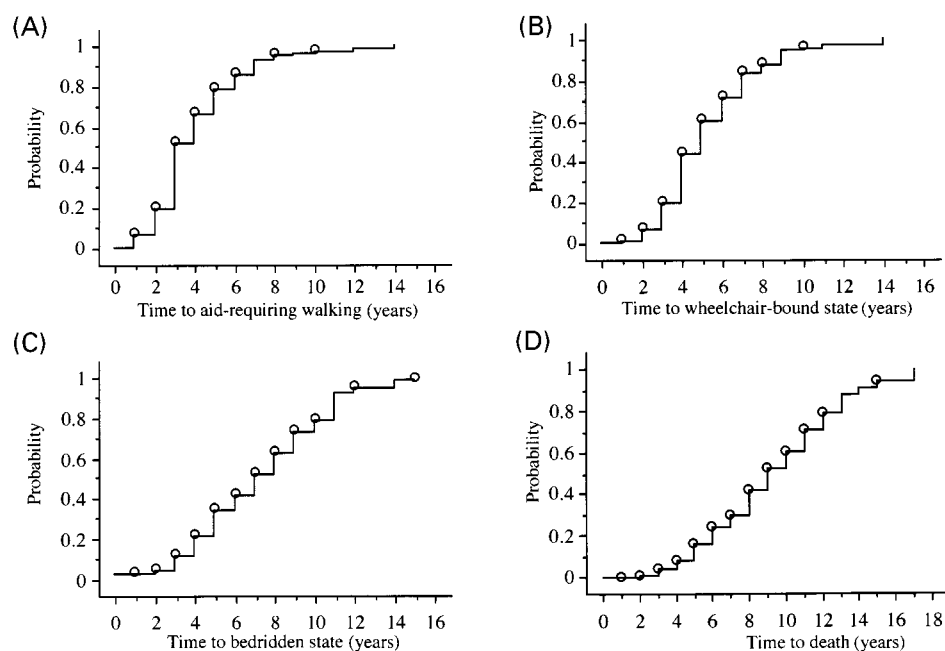 (A)
Probability
1
0.8
0.6
0.4
0.2
0
0 2 4 6 8 10 12 14 16
Time to aid-requiring walking (years)
(B)
Probability
1
0.8
0.6
0.4
0.2
0
0 2 4 6 8 10 12 14 16
Time to wheelchair-bound state (years)
(C)
Probability
1
0.8
0.6
0.4
0.2
0
0 2 4 6 8 10 12 14 16
Time to bedridden state (years)
(D)
Probability
1
0.8
0.6
0.4
0.2
0
0 2 4 6 8 10 12 14 16 18
Time to death (years)